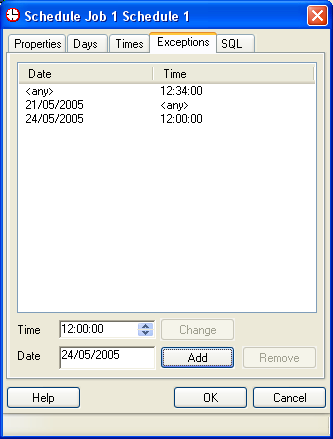 Schedule Job 1 Schedule 1
Properties Days Times Exceptions SQL
Date Time
<any> 12:34:00
21/05/2005 <any>
24/05/2005 12:00:00
Time 12:00:00 Change
Date 24/05/2005 Add Remove
Help OK Cancel